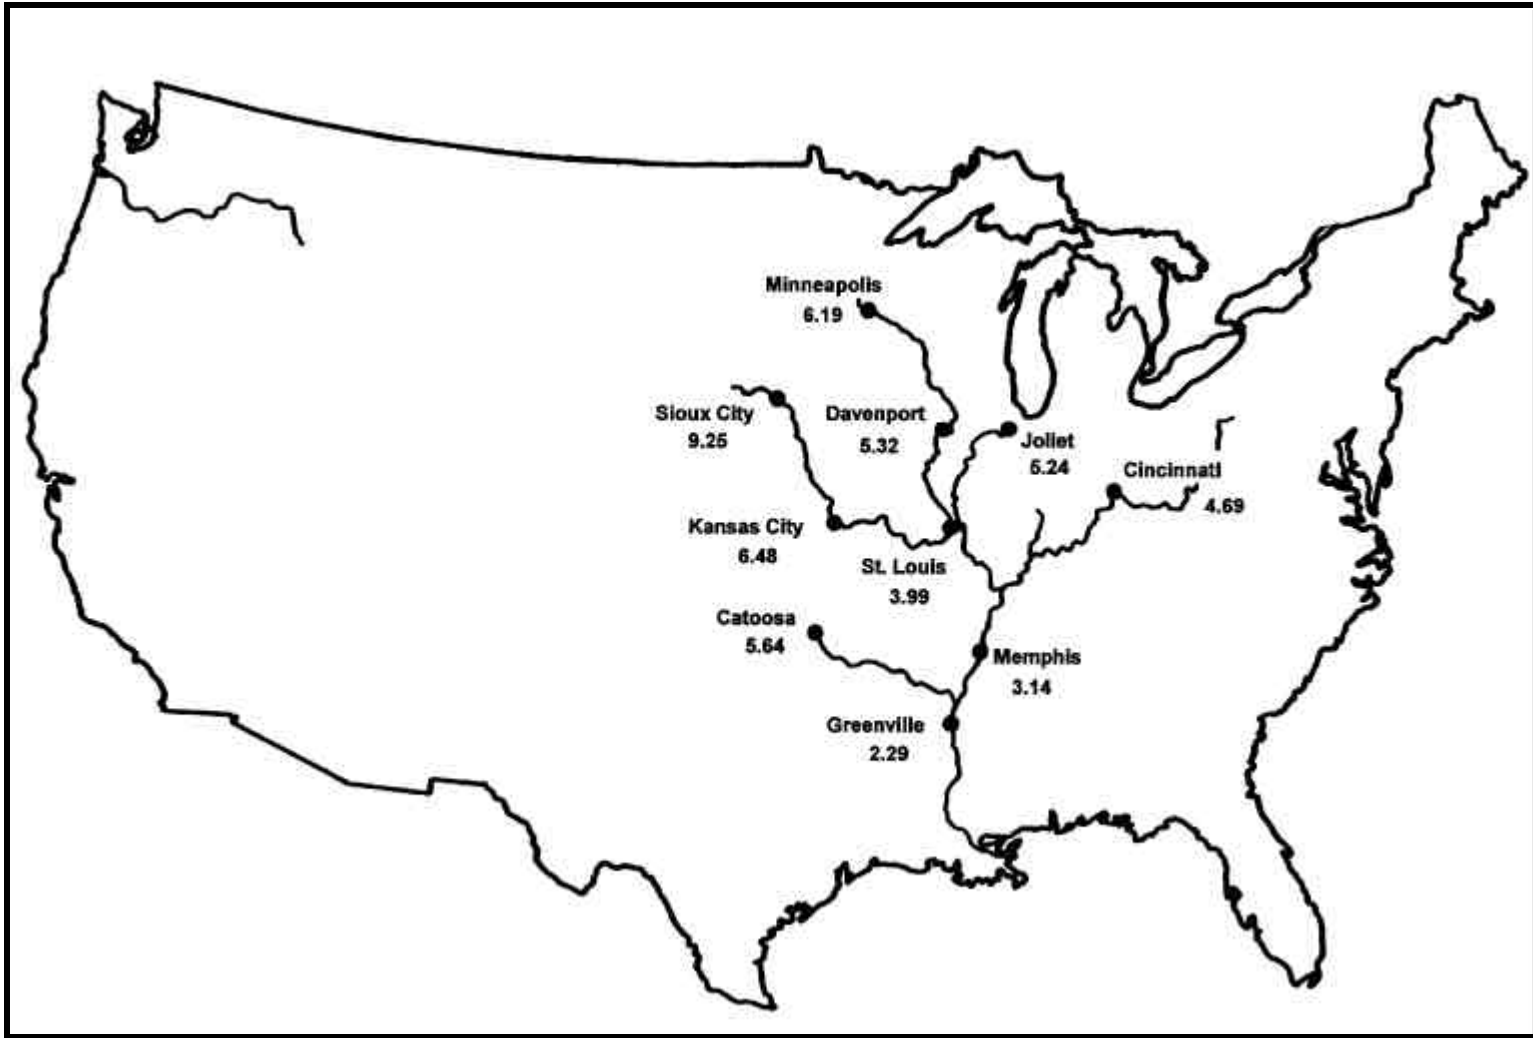 Minneapolis
6.19
Sioux City
9.25
Davenport
5.32
Joliet
5.24
Cincinnati
4.69
Kansas City
6.48
St. Louis
3.99
Catoosa
5.64
Memphis
3.14
Greenville
2.29